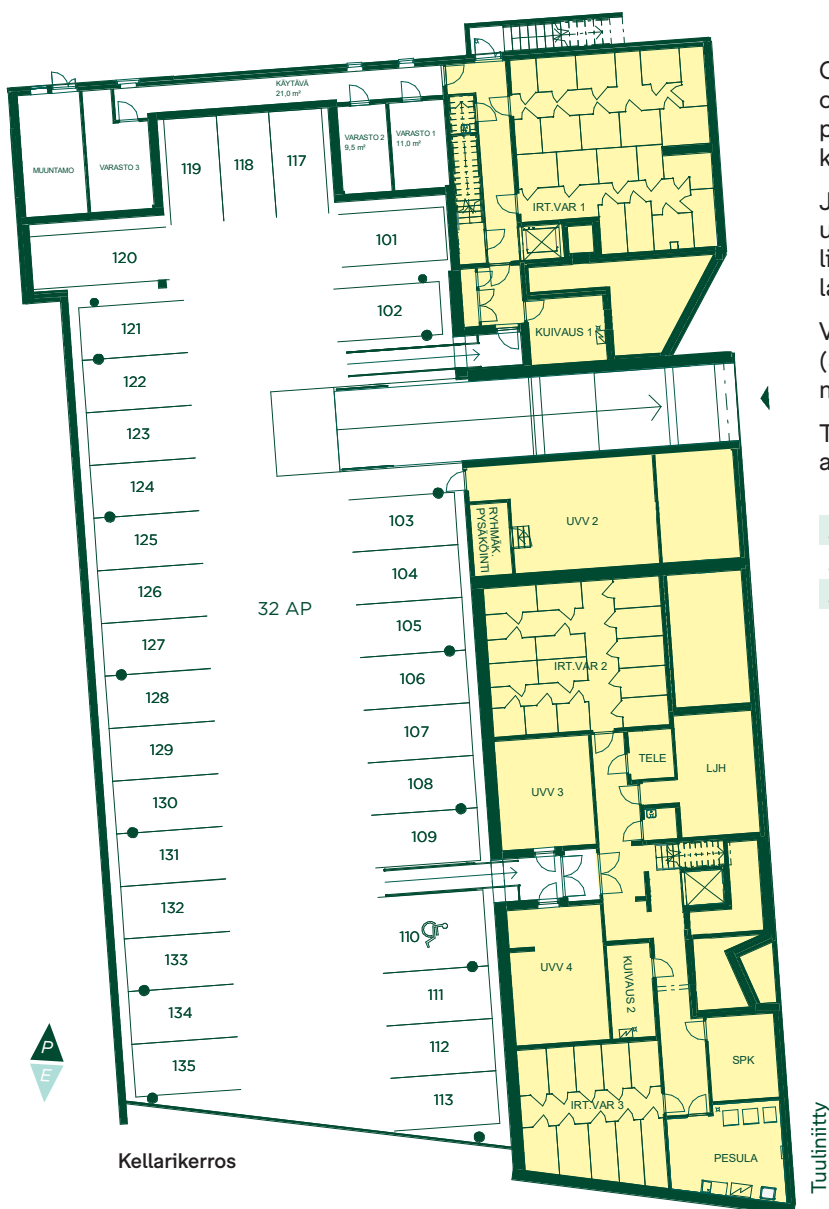 KÄYTÄVÄ
21,0 m²
MUUNTAMO
VARASTO 3
119
118
117
VARASTO 2
9,5 m²
VARASTO 1
11,0 m²
IRT.VAR 1
120
101
121
102
KUIVAUS 1
122
123
124
103
RYHMÄK.
PYSÄKÖINTI
UVV 2
125
104
126
32 AP
105
127
106
IRT.VAR 2
128
107
129
TELE
LJH
108
UVV 3
130
109
131
132
110
133
UVV 4
KUIVAUS 2
111
134
112
P
E
SPK
135
113
IRT.VAR 3
PESULA
Kellarikerros
Tuuliniitty